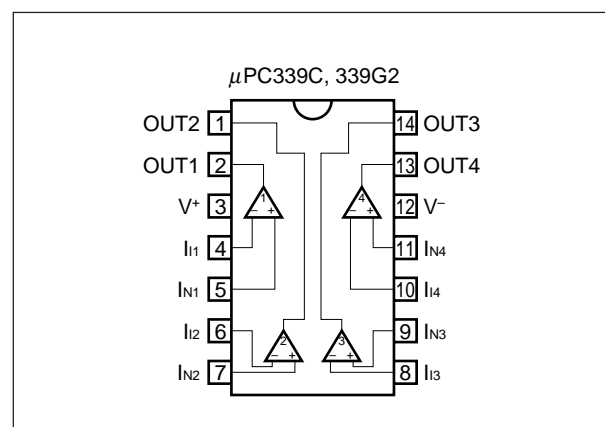 μPC339C, 339G2
OUT2 1 14 OUT3
OUT1 2 13 OUT4
1 4
− + − +
V+ 3 12 V−
II1 4 11 IN4
IN1 5 10 II4
II2 6 9 IN3
2 3
− + − +
IN2 7 8 II3